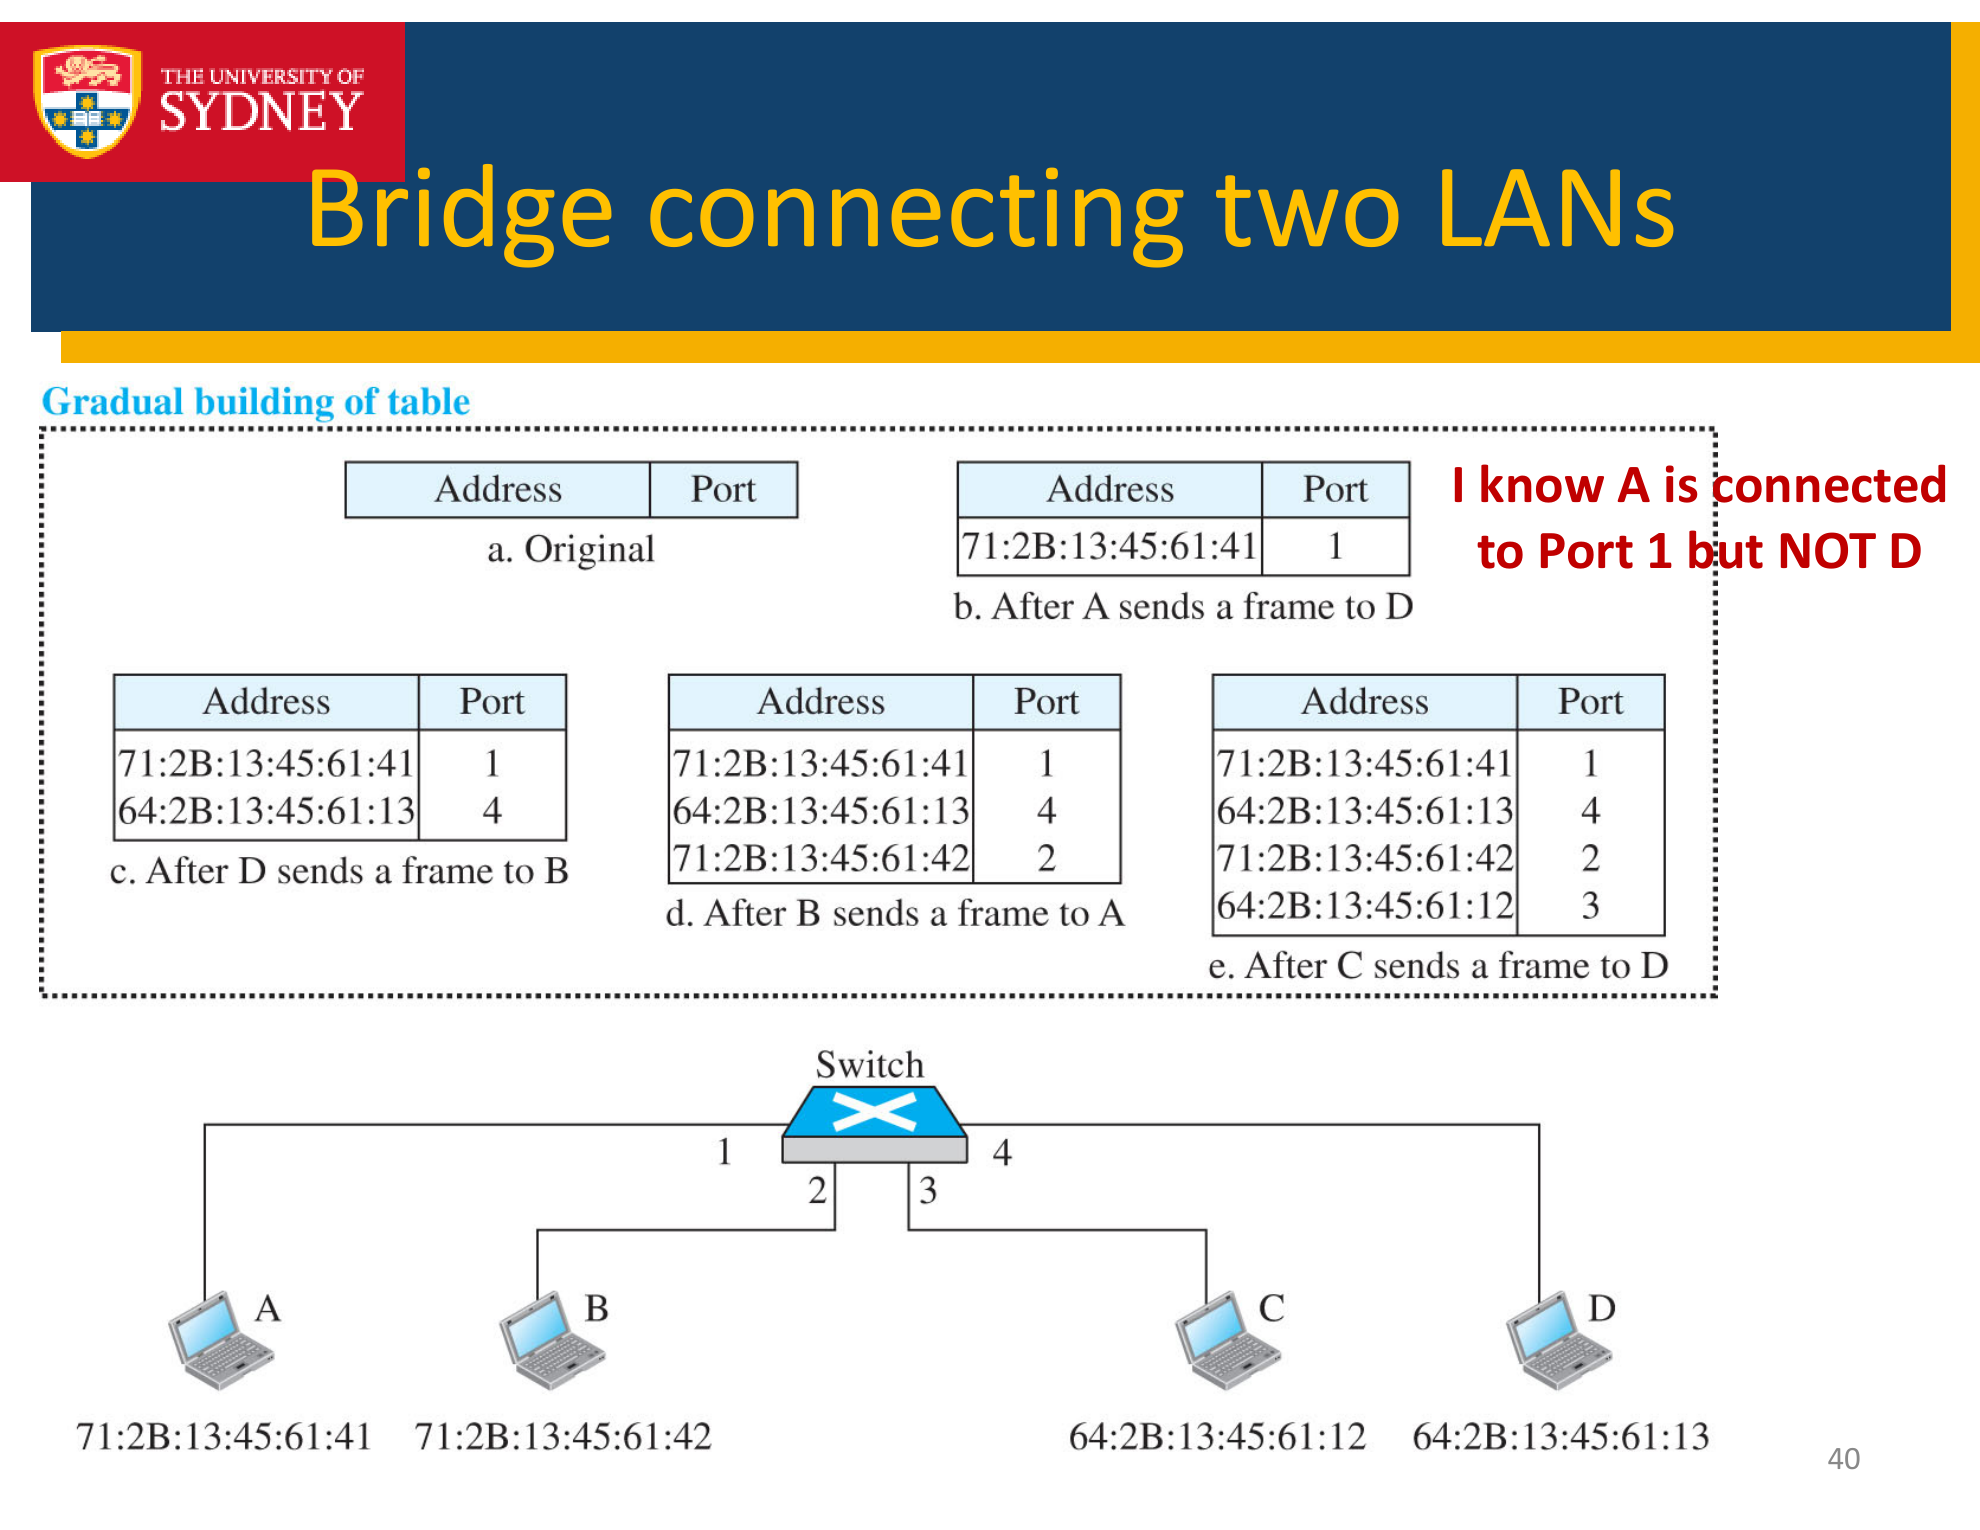 THE UNIVERSITY OF
SYDNEY
Bridge connecting two LANs
Gradual building of table
Address Port
a. Original
Address Port
71:2B:13:45:61:41 1
b. After A sends a frame to D
I know A is connected
to Port 1 but NOT D
Address Port
71:2B:13:45:61:41 1
64:2B:13:45:61:13 4
c. After D sends a frame to B
Address Port
71:2B:13:45:61:41 1
64:2B:13:45:61:13 4
71:2B:13:45:61:42 2
d. After B sends a frame to A
Address Port
71:2B:13:45:61:41 1
64:2B:13:45:61:13 4
71:2B:13:45:61:42 2
64:2B:13:45:61:12 3
e. After C sends a frame to D
Switch
1 4
2 3
A B C D
71:2B:13:45:61:41 71:2B:13:45:61:42 64:2B:13:45:61:12 64:2B:13:45:61:13
40